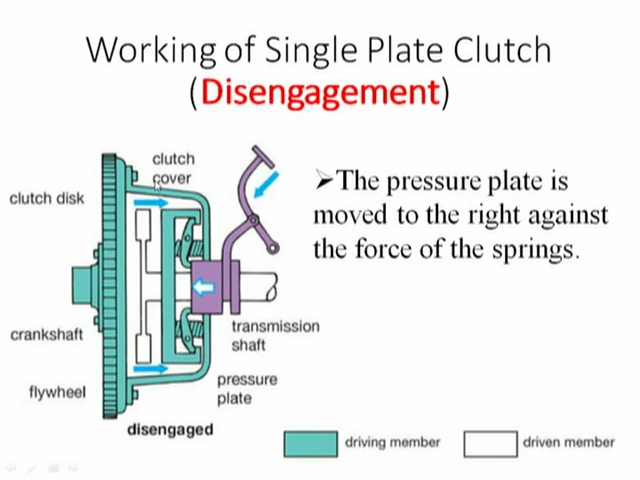 Working of Single Plate Clutch
(Disengagement)
clutch
cover
clutch disk
➢The pressure plate is
moved to the right against
the force of the springs.
crankshaft
transmission
shaft
flywheel
pressure
plate
disengaged
driving member
driven member